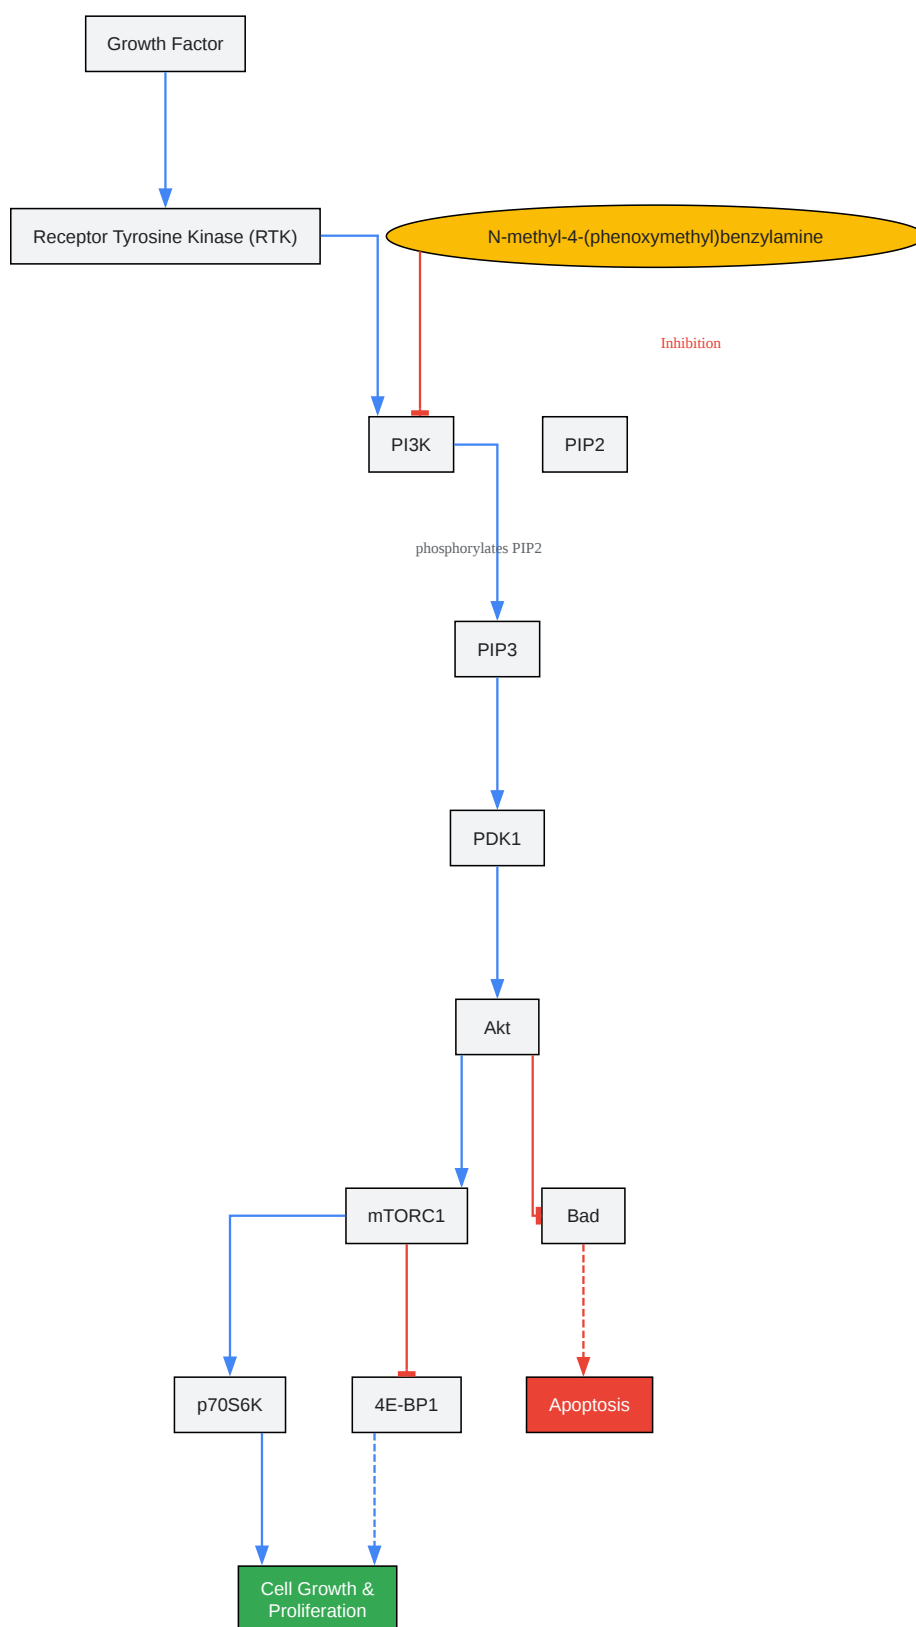 Growth Factor
Receptor Tyrosine Kinase (RTK)
N-methyl-4-(phenoxymethyl)benzylamine
Inhibition
PI3K
PIP2
phosphorylates PIP2
PIP3
PDK1
Akt
mTORC1
Bad
p70S6K
4E-BP1
Apoptosis
Cell Growth &
Proliferation